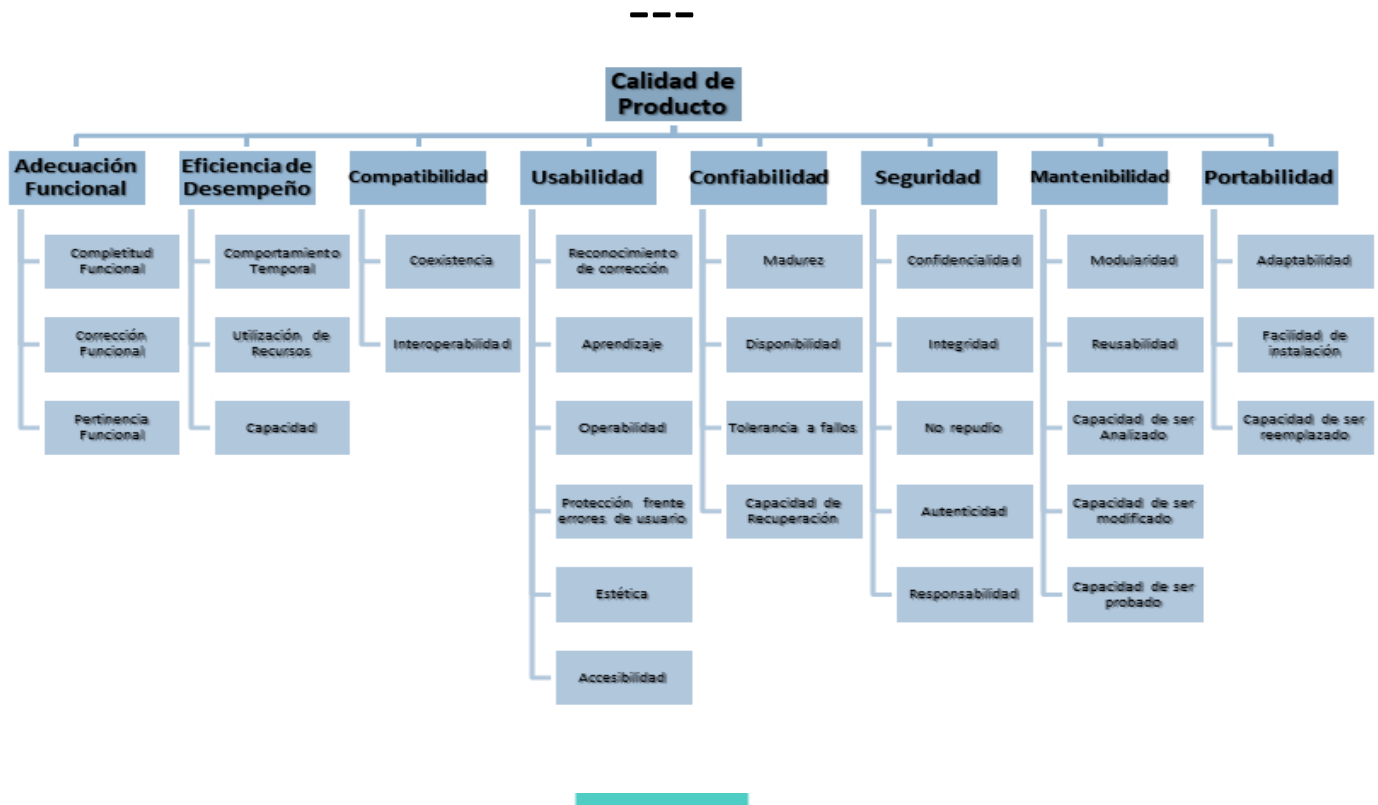 ---
Calidad de
Producto
Adecuación
Funcional
Eficiencia de
Desempeño
Compatibilidad
Usabilidad
Confiabilidad
Seguridad
Mantenibilidad
Portabilidad
Completitud
Funcional
Corrección
Funcional
Pertinencia
Funcional
Comportamiento
Temporal
Utilización de
Recursos
Capacidad
Coexistencia
Interoperabilidad
Reconocimiento
de corrección
Aprendizaje
Operabilidad
Protección frente
errores de usuario
Estética
Accesibilidad
Madurez
Disponibilidad
Tolerancia a fallos
Capacidad de
Recuperación
Confidencialidad
Integridad
No repudio
Autenticidad
Responsabilidad
Modularidad
Reusabilidad
Capacidad de ser
Analizado
Capacidad de ser
modificado
Capacidad de ser
probado
Adaptabilidad
Facilidad de
instalación
Capacidad de ser
reemplazado